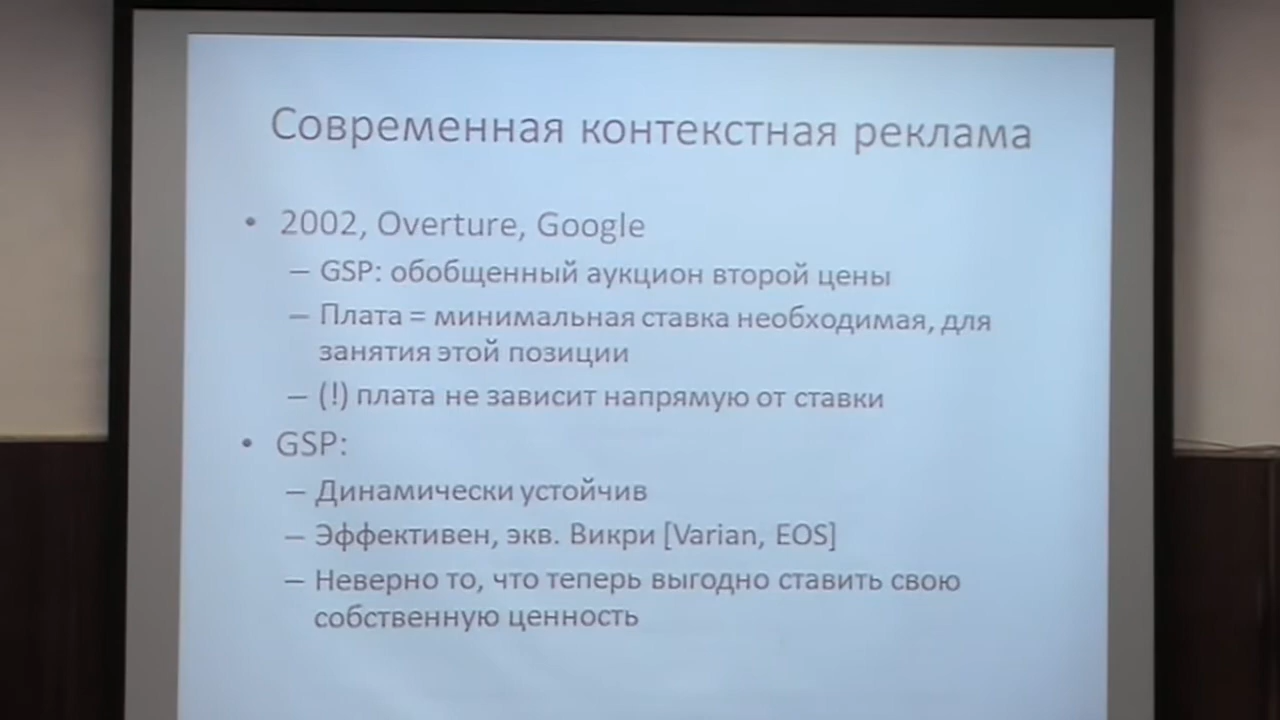 Современная контекстная реклама
• 2002, Overture, Google
– GSP: обобщенный аукцион второй цены
– Плата = минимальная ставка необходимая, для
занятия этой позиции
– (!) плата не зависит напрямую от ставки
• GSP:
– Динамически устойчив
– Эффективен, экв. Викри [Varian, EOS]
– Неверно то, что теперь выгодно ставить свою
собственную ценность